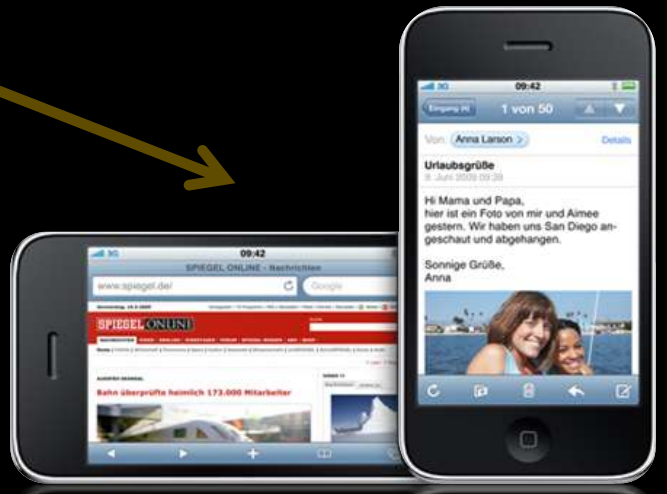 3G 09:42
Eingang (4) 1 von 50
Von: Anna Larson Details
Urlaubsgrüße
9. Juni 2009 09:39
Hi Mama und Papa,
hier ist ein Foto von mir und Aimee
gestern. Wir haben uns San Diego an-
geschaut und abgehangen.
Sonnige Grüße,
Anna
3G 09:42
SPIEGEL ONLINE - Nachrichten
www.spiegel.de/ Google
SPIEGEL ONLINE
NACHRICHTEN
Bahn überprüfte heimlich 173.000 Mitarbeiter